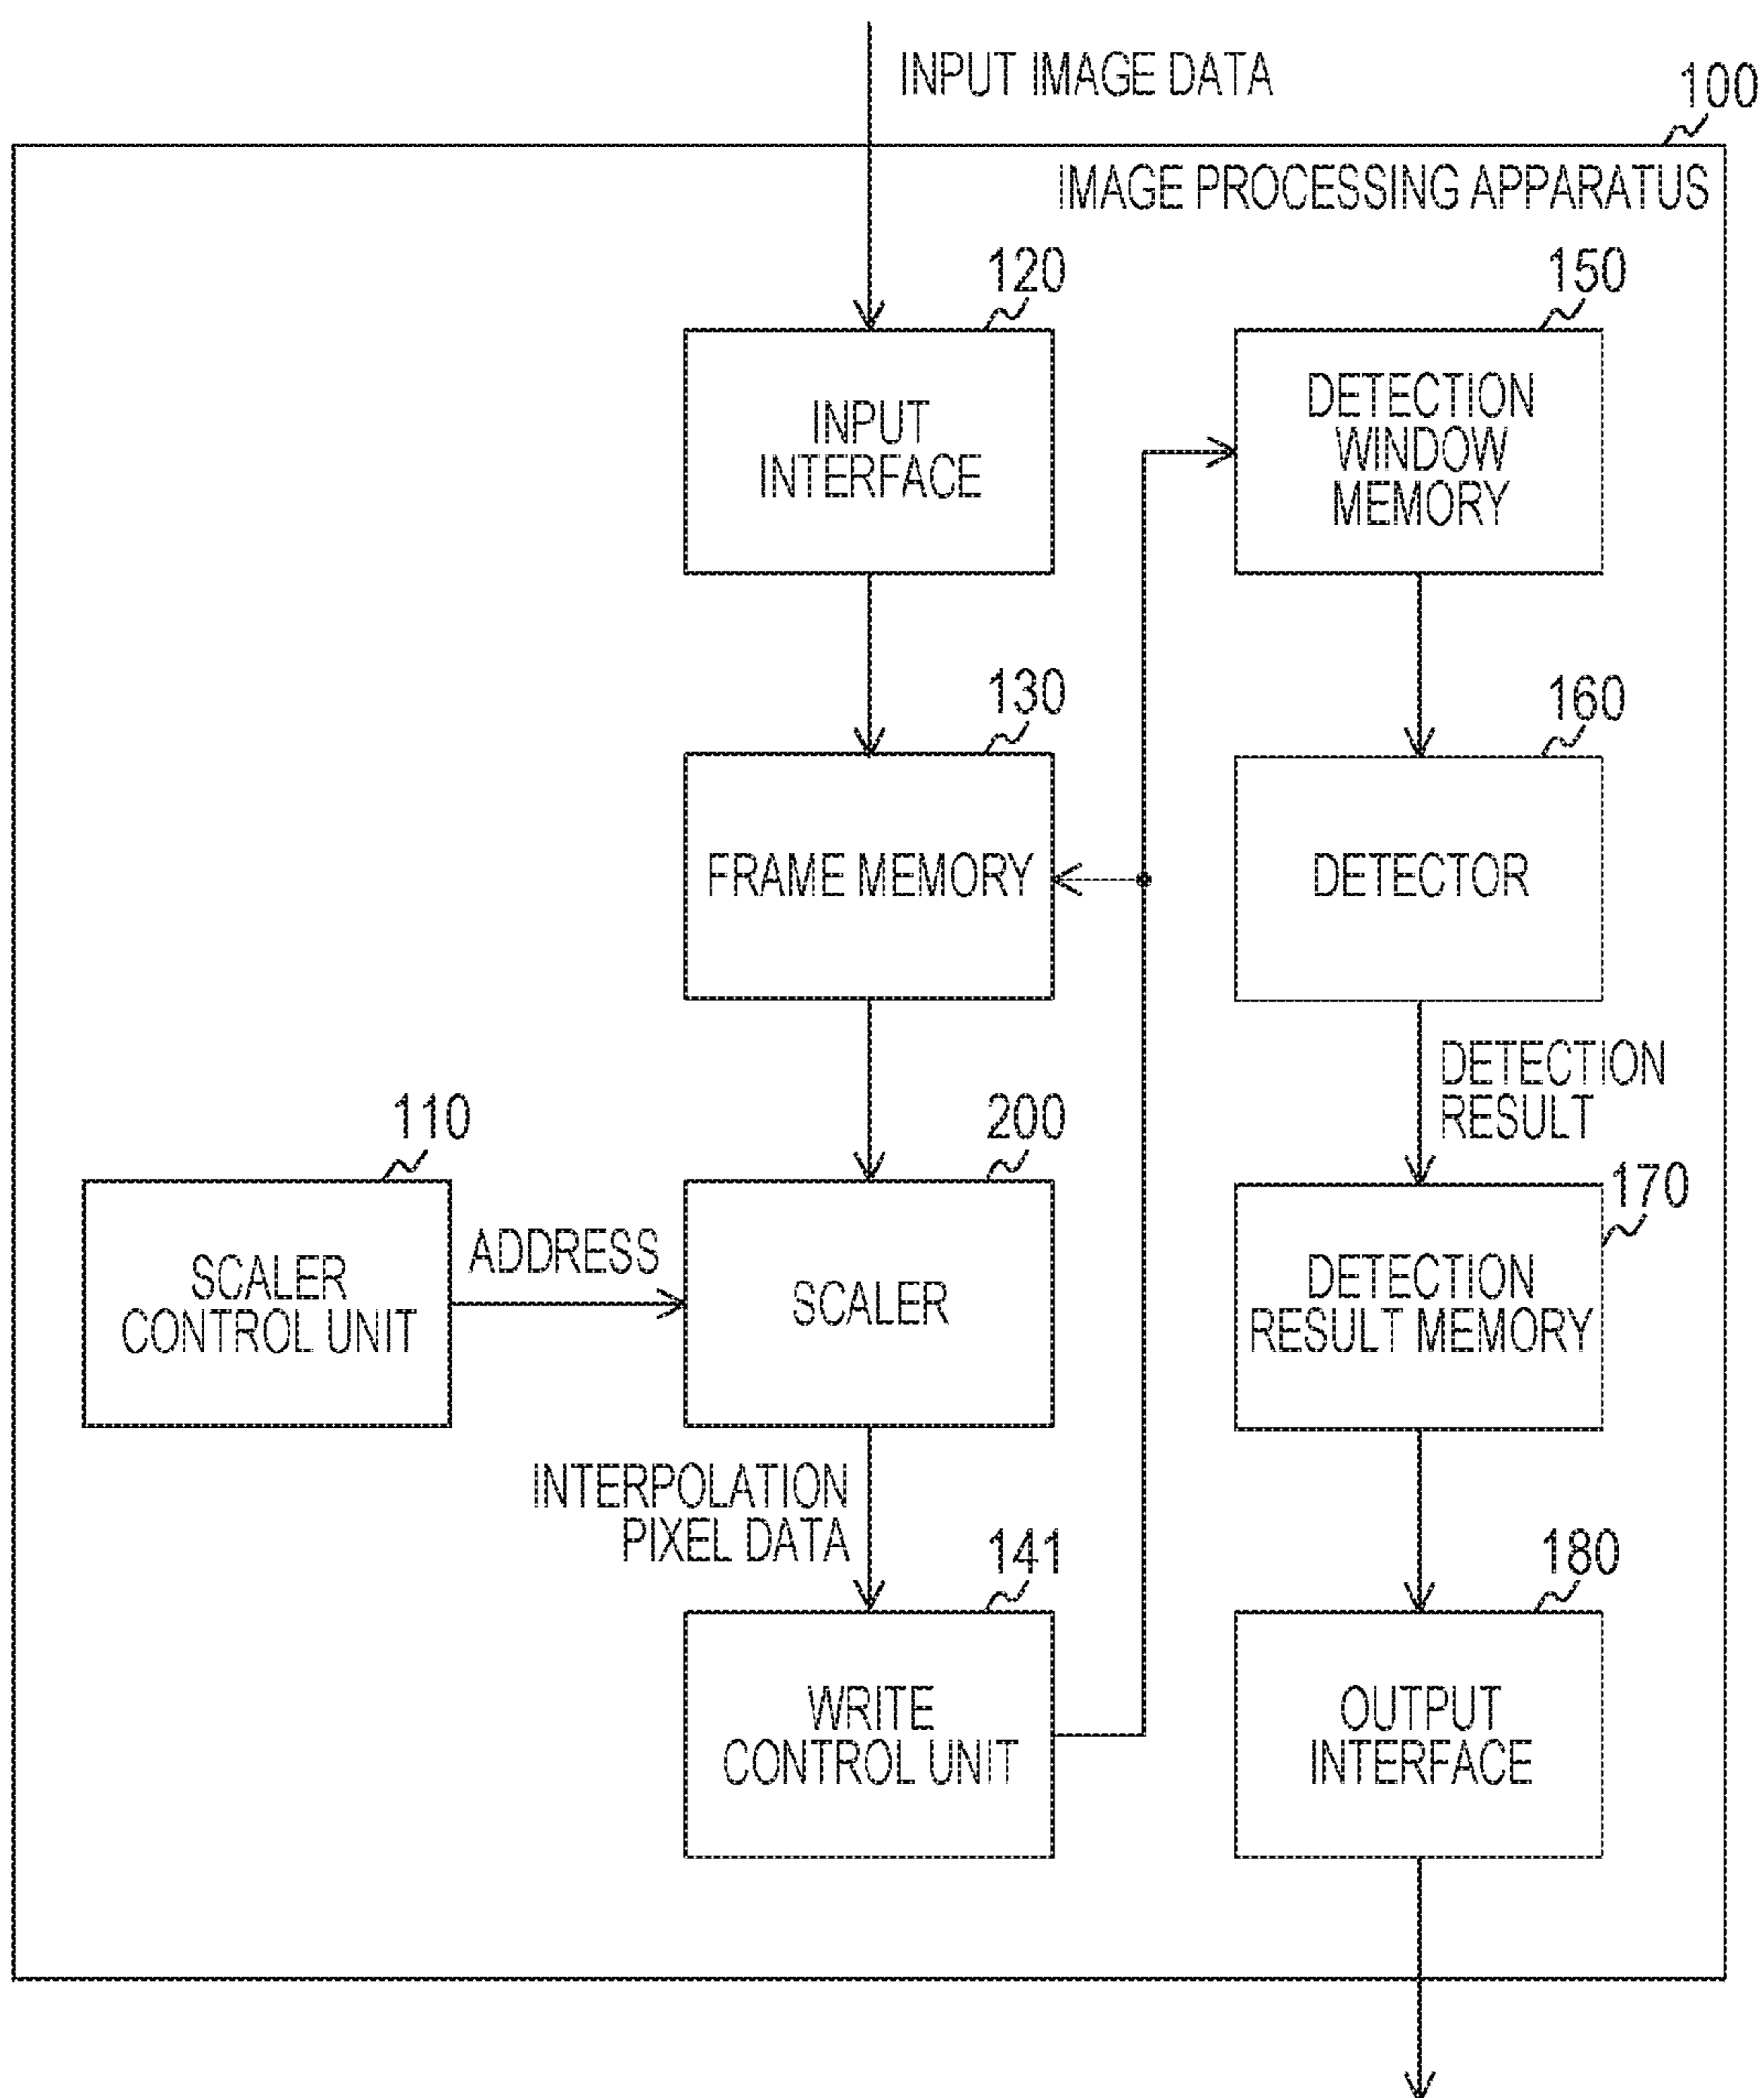 INPUT IMAGE DATA
100
IMAGE PROCESSING APPARATUS
120
150
INPUT
INTERFACE
DETECTION
WINDOW
MEMORY
130
160
FRAME MEMORY
DETECTOR
DETECTION
RESULT
110
200
170
SCALER
CONTROL UNIT
ADDRESS
SCALER
DETECTION
RESULT MEMORY
INTERPOLATION
PIXEL DATA
141
180
WRITE
CONTROL UNIT
OUTPUT
INTERFACE